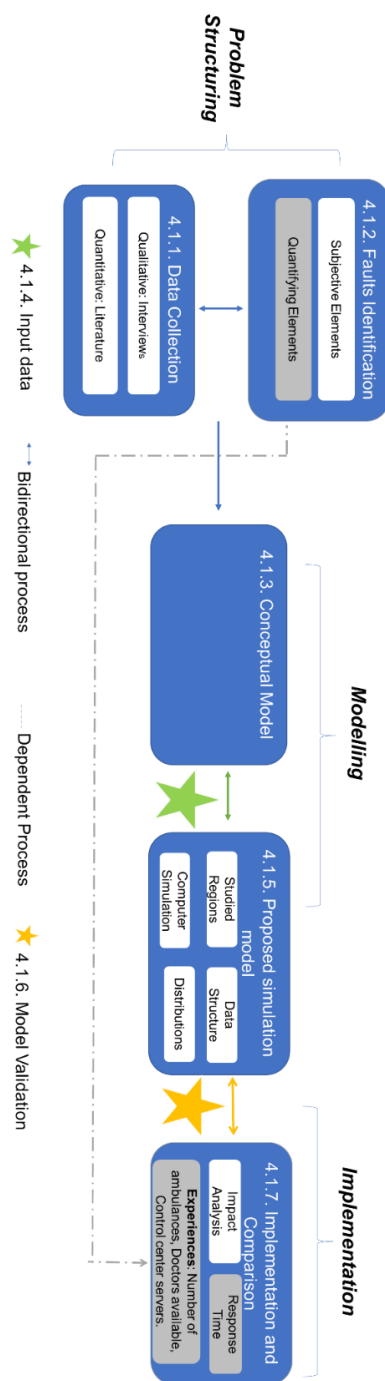 Problem
Structuring
Modelling
Implementation
4.1.2. Faults Identification
Subjective Elements
Quantifying Elements
4.1.1. Data Collection
Qualitative: Interviews
Quantitative: Literature
4.1.3. Conceptual Model
4.1.5. Proposed simulation
model
Studied
Regions
Data
Structure
Computer
Simulation
Distributions
4.1.7. Implementation and
Comparison
Impact
Analysis
Response
Time
Experiences: Number of
ambulances, Doctors available,
Control center servers.
4.1.4. Input data
Bidirectional process
Dependent Process
4.1.6. Model Validation